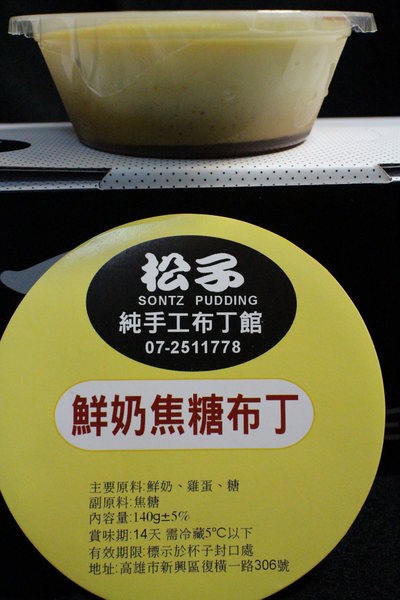 松子
SONTZ PUDDING
純手工布丁館
07-2511778
鮮奶焦糖布丁
主要原料:鮮奶、雞蛋、糖
副原料:焦糖
內容量:140g±5%
賞味期:14天 需冷藏5°C以下
有效期限:標示於杯子封口處
地址:高雄市新興區復橫一路306號